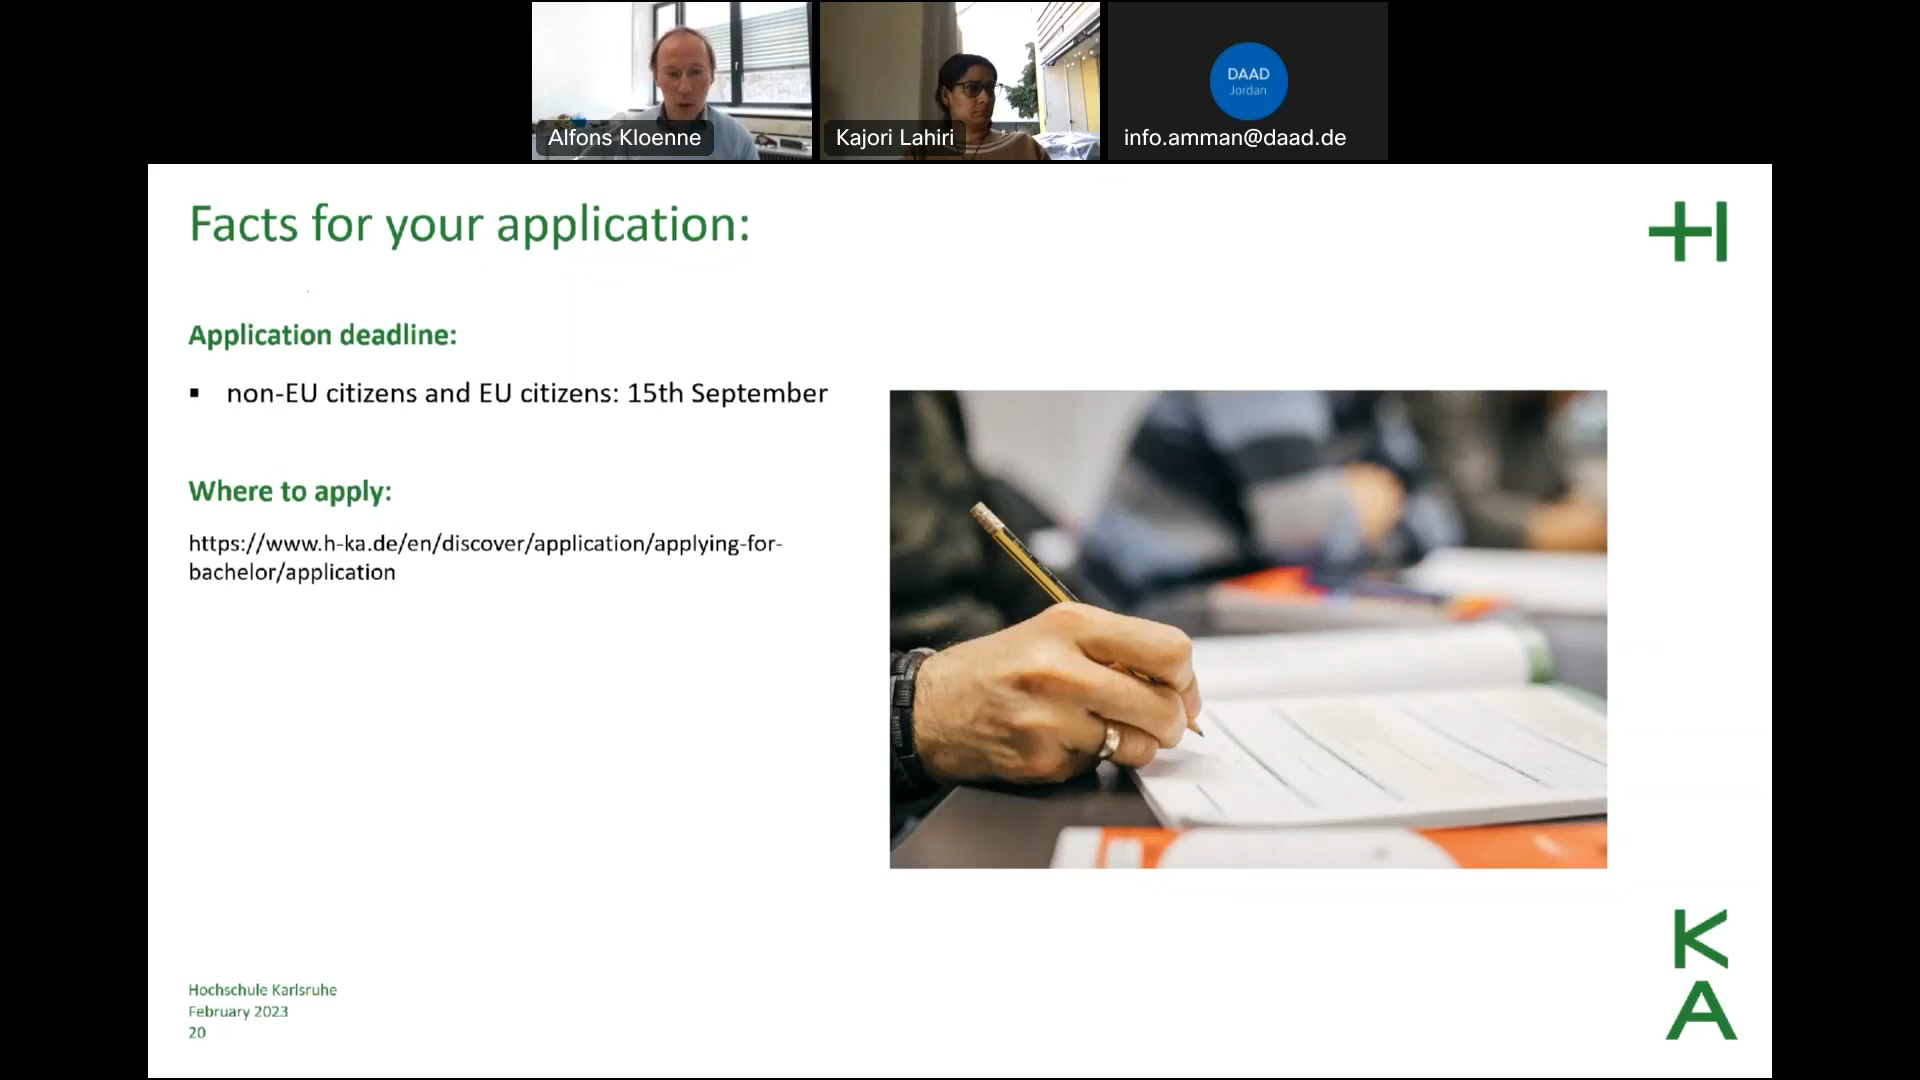 Alfons Kloenne
Kajori Lahiri
DAAD
Jordan
info.amman@daad.de
Facts for your application:
H
Application deadline:
▪ non-EU citizens and EU citizens: 15th September
Where to apply:
https://www.h-ka.de/en/discover/application/applying-for-
bachelor/application
K
A
Hochschule Karlsruhe
February 2023
20